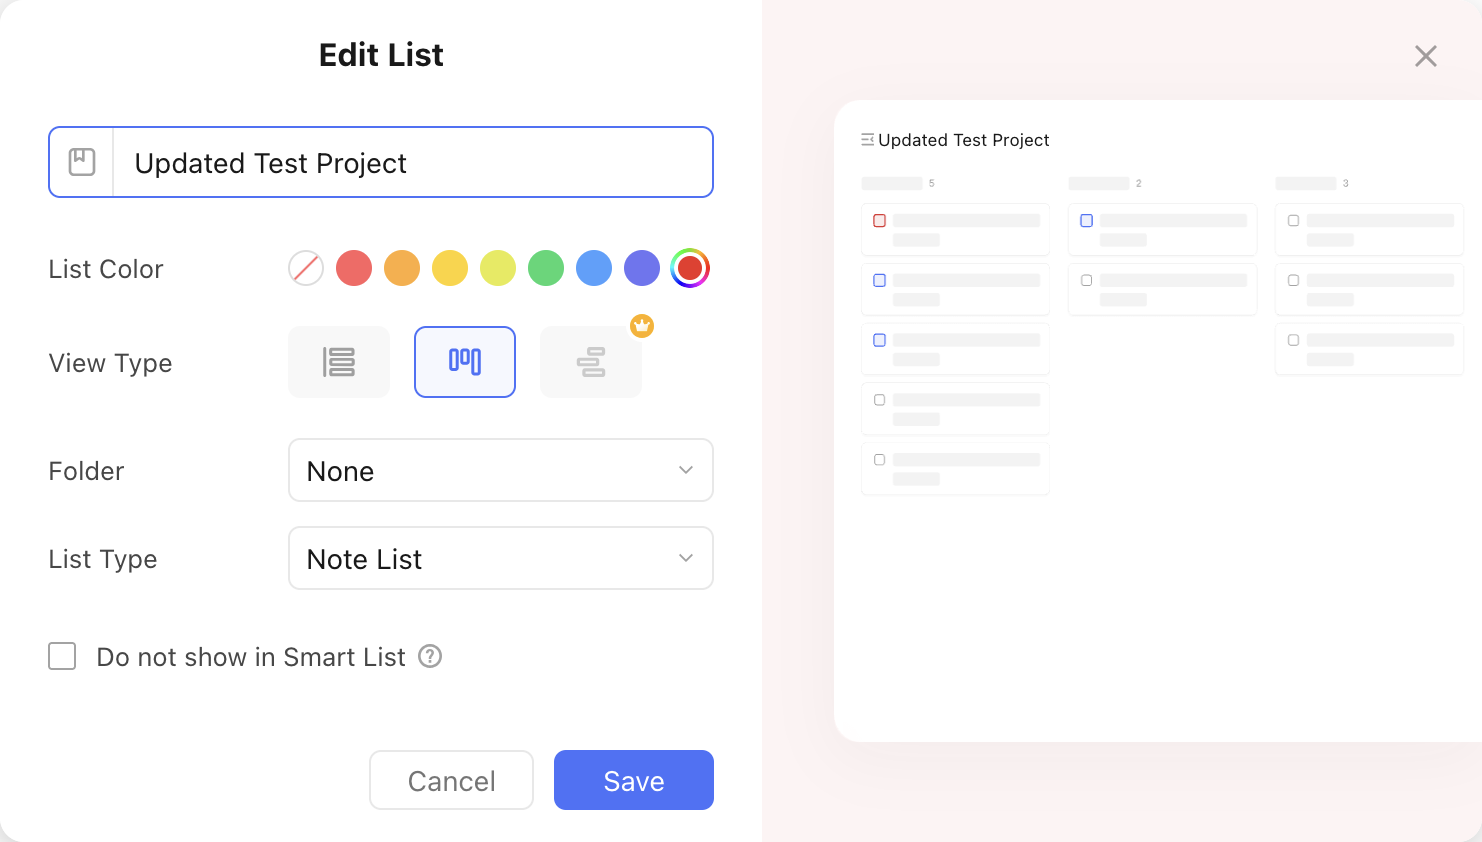 Edit List
Updated Test Project
List Color
View Type
Folder
None
List Type
Note List
Do not show in Smart List ?
Cancel
Save
Updated Test Project
5
2
3